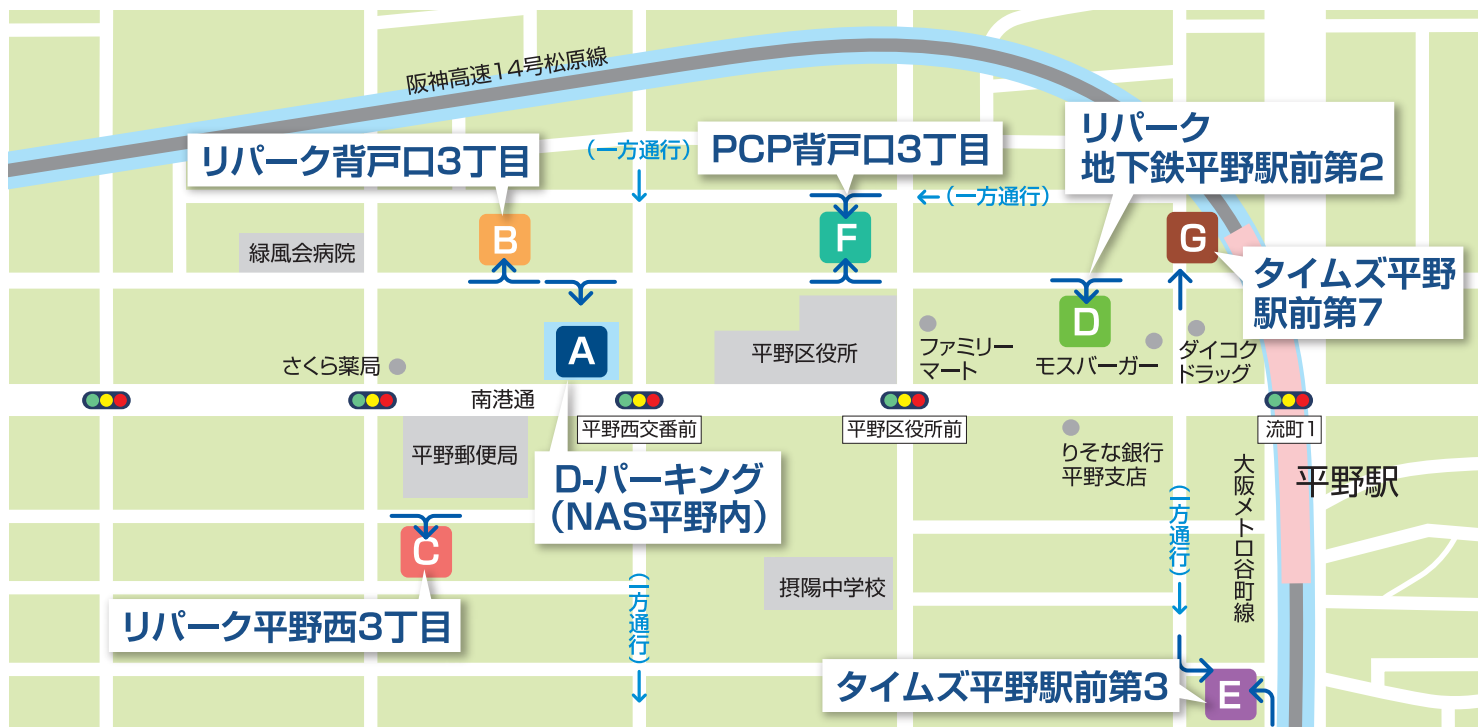 阪神高速14号松原線
リパーク背戸口3丁目
（一方通行）
PCP背戸口3丁目
リパーク
地下鉄平野駅前第2
（一方通行）
B
F
G
緑風会病院
タイムズ平野
駅前第7
A
D
平野区役所
ファミリー
マート
モスバーガー
ダイコク
ドラッグ
さくら薬局
南港通
平野西交番前
平野区役所前
流町1
平野郵便局
りそな銀行
平野支店
D-パーキング
（NAS平野内）
大阪メトロ谷町線
平野駅
（一方通行）
C
摂陽中学校
（一方通行）
リパーク平野西3丁目
タイムズ平野駅前第3
E